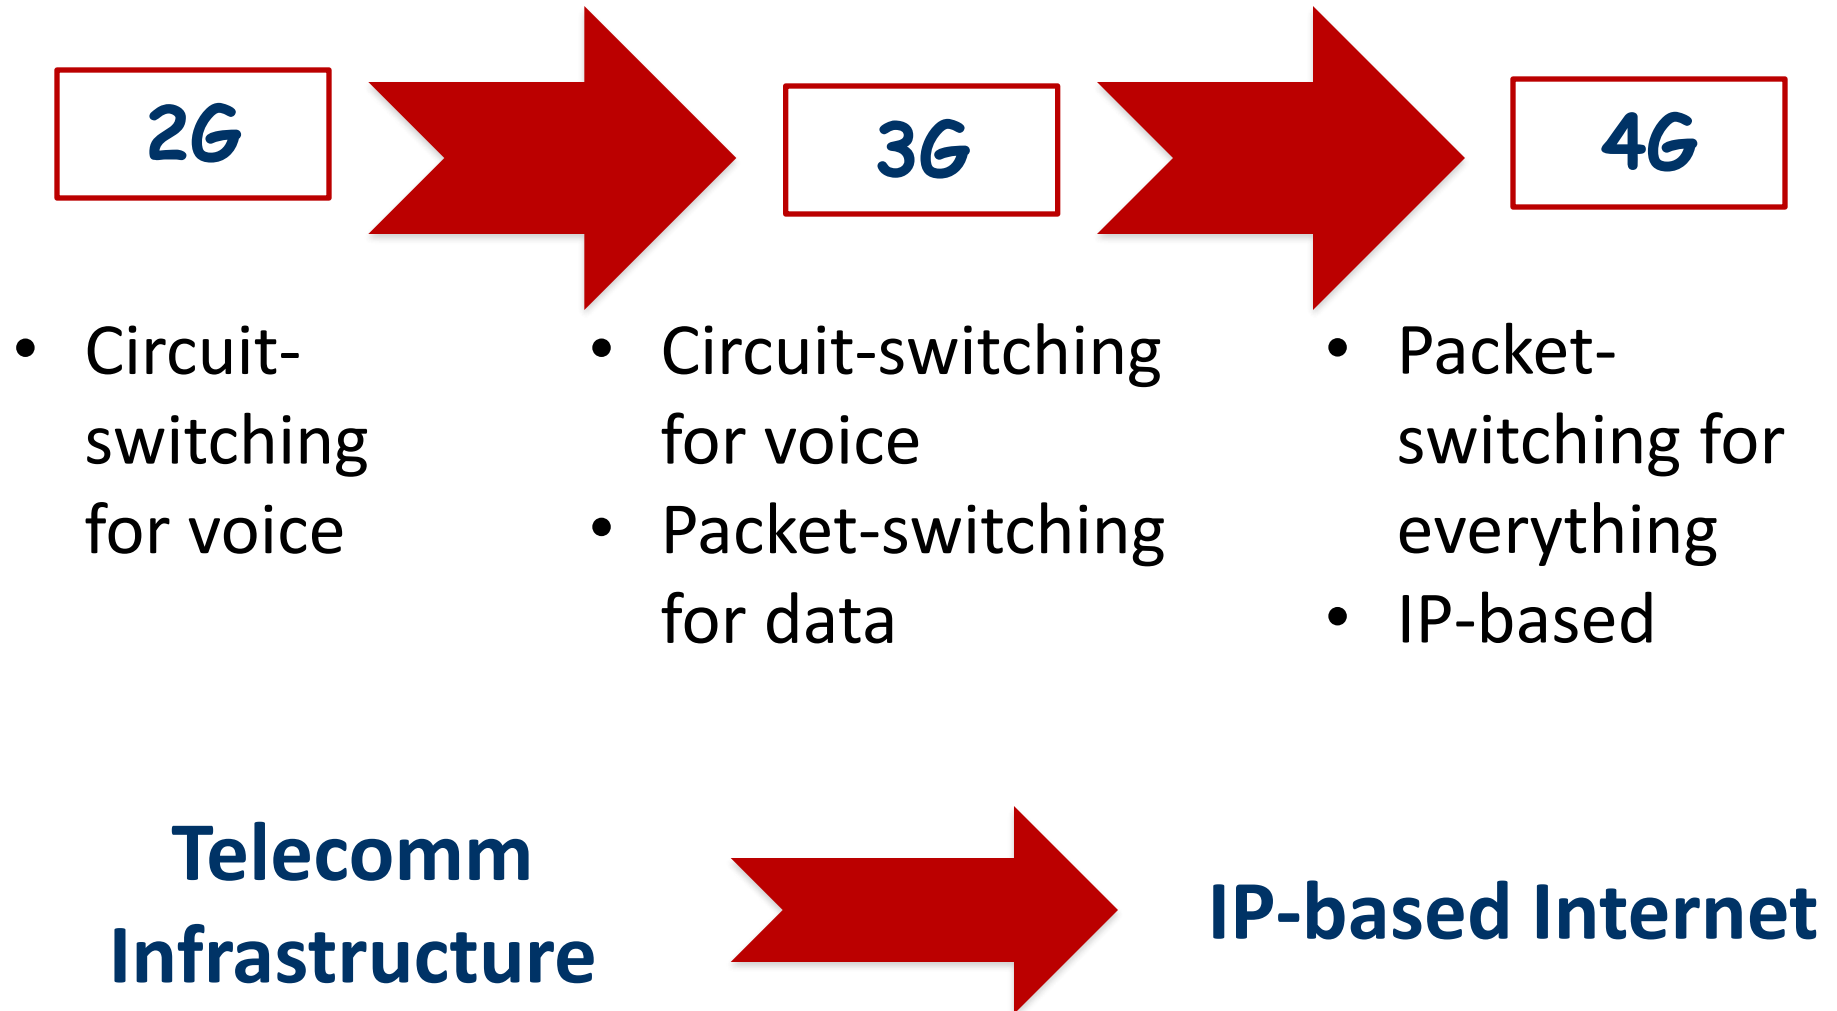 2G
3G
4G
• Circuit-
switching
for voice
• Circuit-switching
for voice
• Packet-switching
for data
• Packet-
switching for
everything
• IP-based
Telecomm
Infrastructure
IP-based Internet